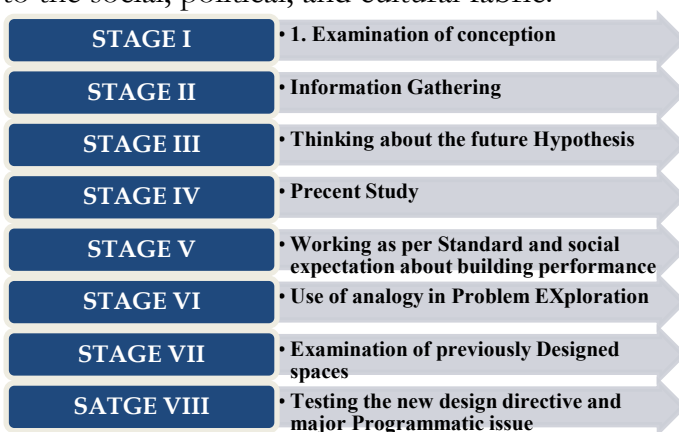 to the social, political, and cultural fabric.
STAGE I
• 1. Examination of conception
STAGE II
• Information Gathering
STAGE III
• Thinking about the future Hypothesis
STAGE IV
• Precent Study
STAGE V
• Working as per Standard and social
expectation about building performance
STAGE VI
• Use of analogy in Problem EXploration
STAGE VII
• Examination of previously Designed
spaces
SATGE VIII
• Testing the new design directive and
major Programmatic issue